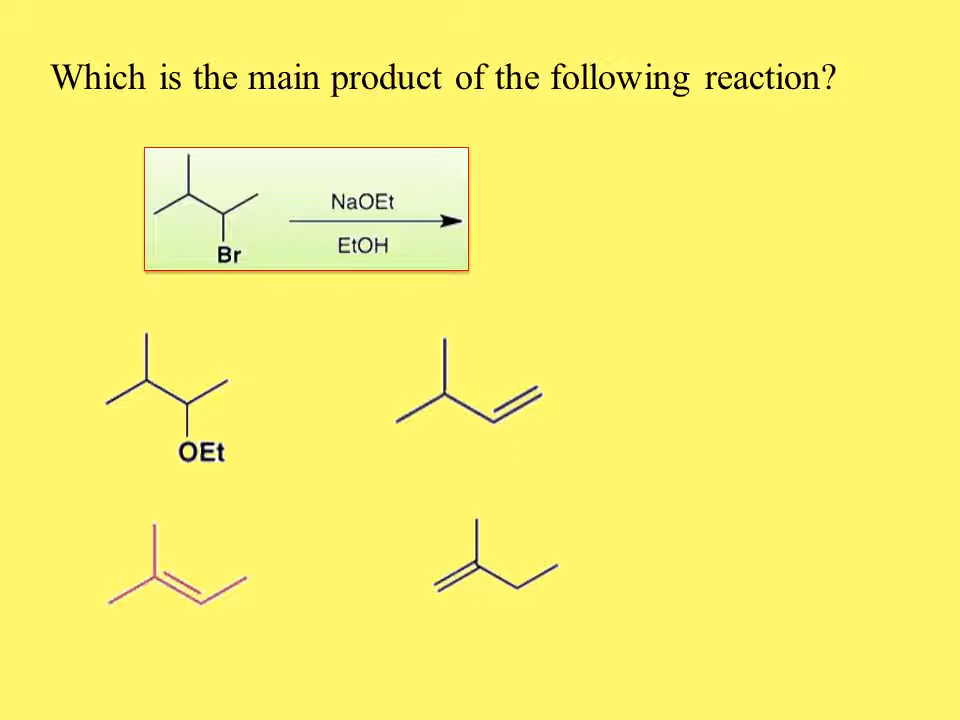 Which is the main product of the following reaction?
NaOEt
EtOH
Br
OEt